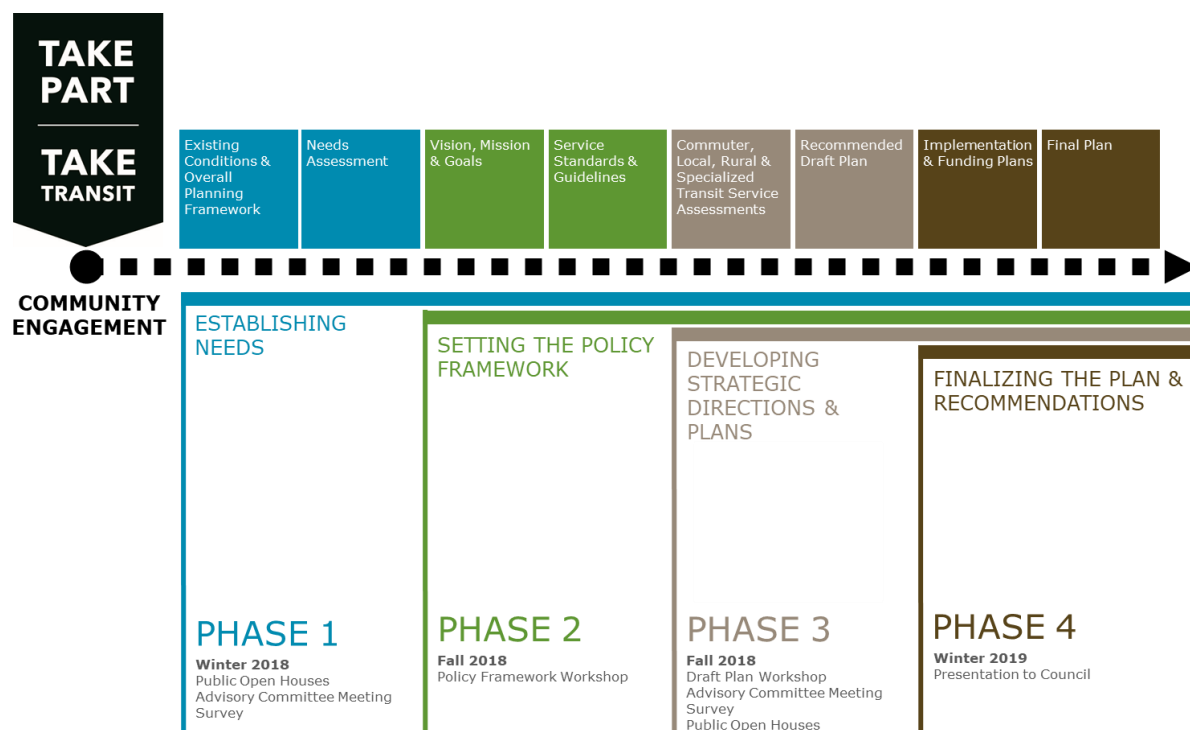 TAKE
PART
TAKE
TRANSIT
Existing
Conditions &
Overall
Planning
Framework
Needs
Assessment
Vision, Mission
& Goals
Service
Standards &
Guidelines
Commuter,
Local, Rural &
Specialized
Transit Service
Assessments
Recommended
Draft Plan
Implementation
& Funding Plans
Final Plan
COMMUNITY
ENGAGEMENT
ESTABLISHING
NEEDS
PHASE 1
Winter 2018
Public Open Houses
Advisory Committee Meeting
Survey
SETTING THE POLICY
FRAMEWORK
PHASE 2
Fall 2018
Policy Framework Workshop
DEVELOPING
STRATEGIC
DIRECTIONS &
PLANS
PHASE 3
Fall 2018
Draft Plan Workshop
Advisory Committee Meeting
Survey
Public Open Houses
FINALIZING THE PLAN &
RECOMMENDATIONS
PHASE 4
Winter 2019
Presentation to Council